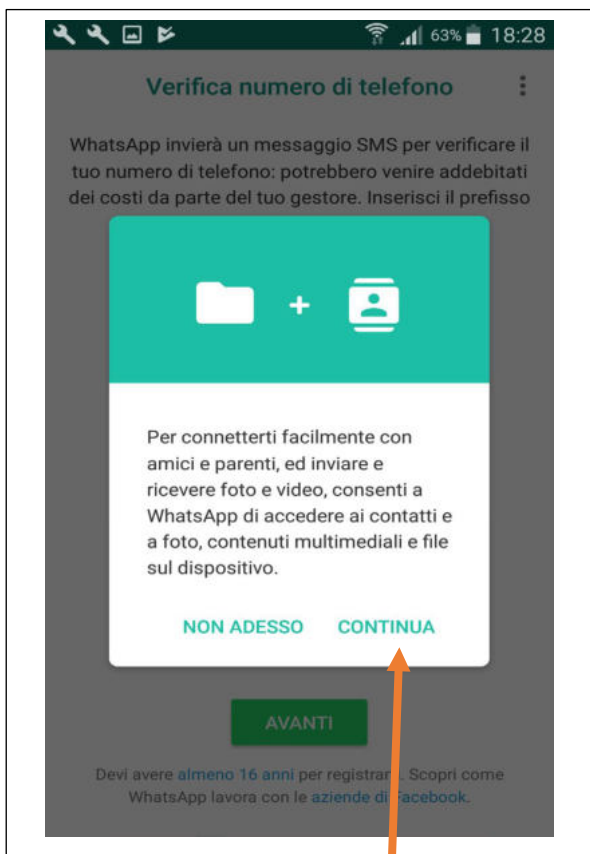 63% 18:28
Verifica numero di telefono
WhatsApp invierà un messaggio SMS per verificare il
tuo numero di telefono: potrebbero venire addebitati
dei costi da parte del tuo gestore. Inserisci il prefisso
Per connetterti facilmente con
amici e parenti, ed inviare e
ricevere foto e video, consenti a
WhatsApp di accedere ai contatti e
a foto, contenuti multimediali e file
sul dispositivo.
NON ADESSO CONTINUA
AVANTI
Devi avere almeno 16 anni per registrarti. Scopri come
WhatsApp lavora con le aziende di Facebook.